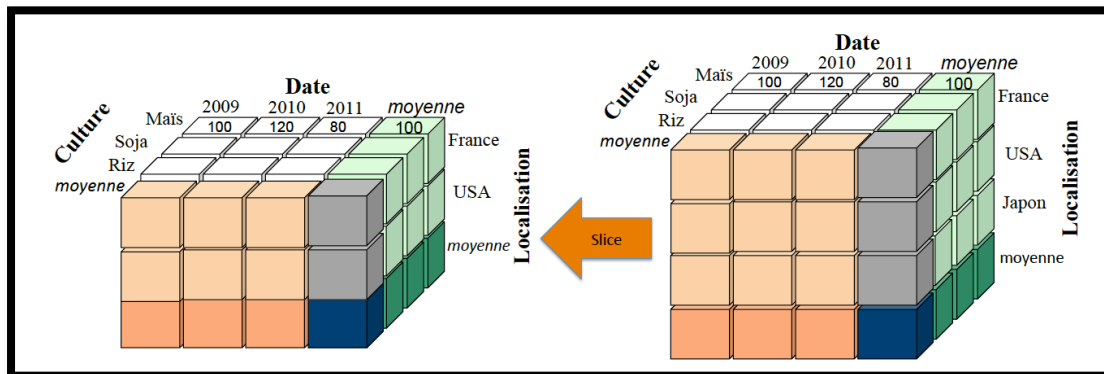 Date
2009 2010 2011 moyenne
Culture
Maïs 100 120 80 100
Soja
Riz
moyenne
France
USA
moyenne
Localisation
Slice
Date
2009 2010 2011 moyenne
Culture
Maïs 100 120 80 100
Soja
Riz
moyenne
France
USA
Japon
moyenne
Localisation